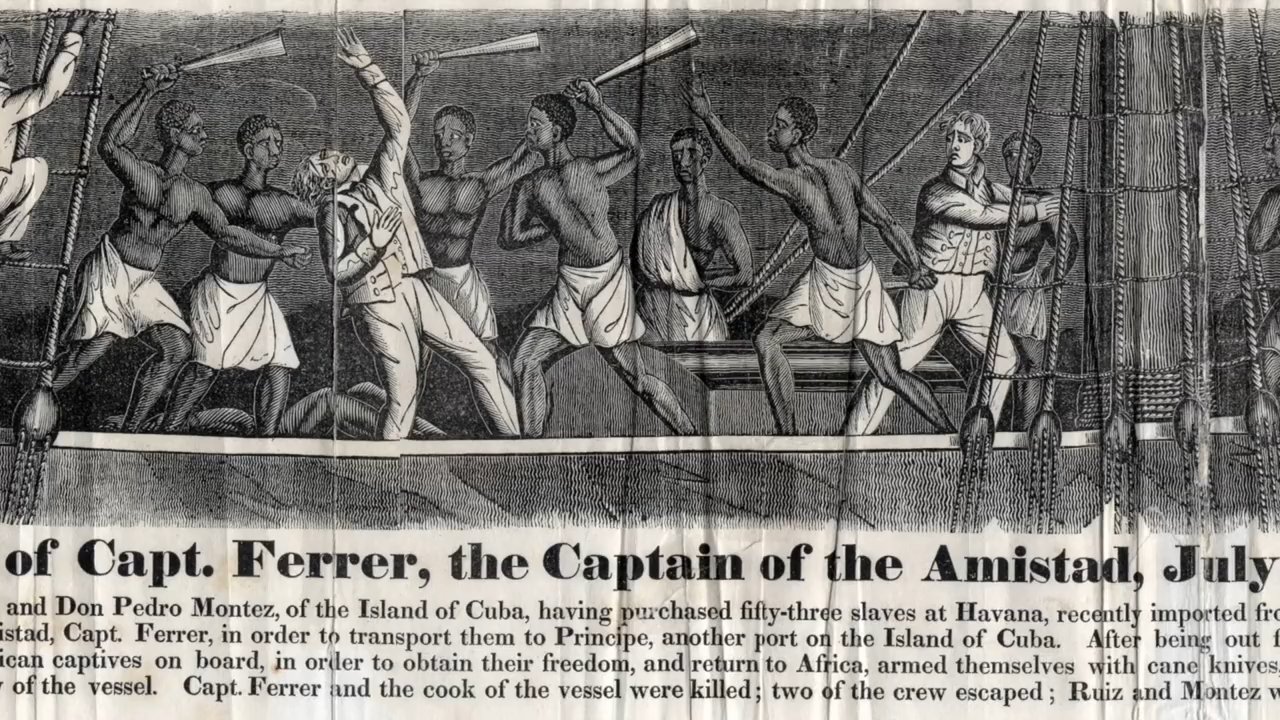 of Capt. Ferrer, the Captain of the Amistad, July
and Don Pedro Montez, of the Island of Cuba, having purchased fifty-three slaves at Havana, recently imported fr
istad, Capt. Ferrer, in order to transport them to Principe, another port on the Island of Cuba. After being out f
ican captives on board, in order to obtain their freedom, and return to Africa, armed themselves with cane knives,
of the vessel. Capt. Ferrer and the cook of the vessel were killed; two of the crew escaped; Ruiz and Montez w